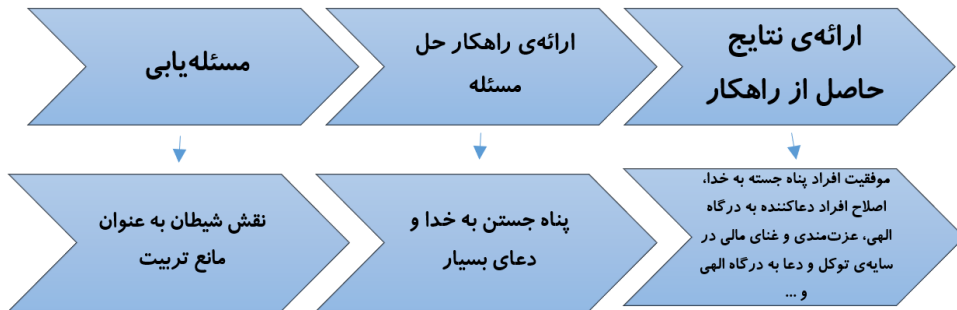 مسئله‌یابی
ارائه‌ی راهکار حل
مسئله
ارائه‌ی نتایج
حاصل از راهکار
نقش شیطان به عنوان
مانع تربیت
پناه جستن به خدا و
دعای بسیار
موفقیت افراد پناه جسته به خدا،
اصلاح افراد دعاکننده به درگاه
الهی، عزت‌مندی و غنای مالی در
سایه‌ی توکل و دعا به درگاه الهی
و ...